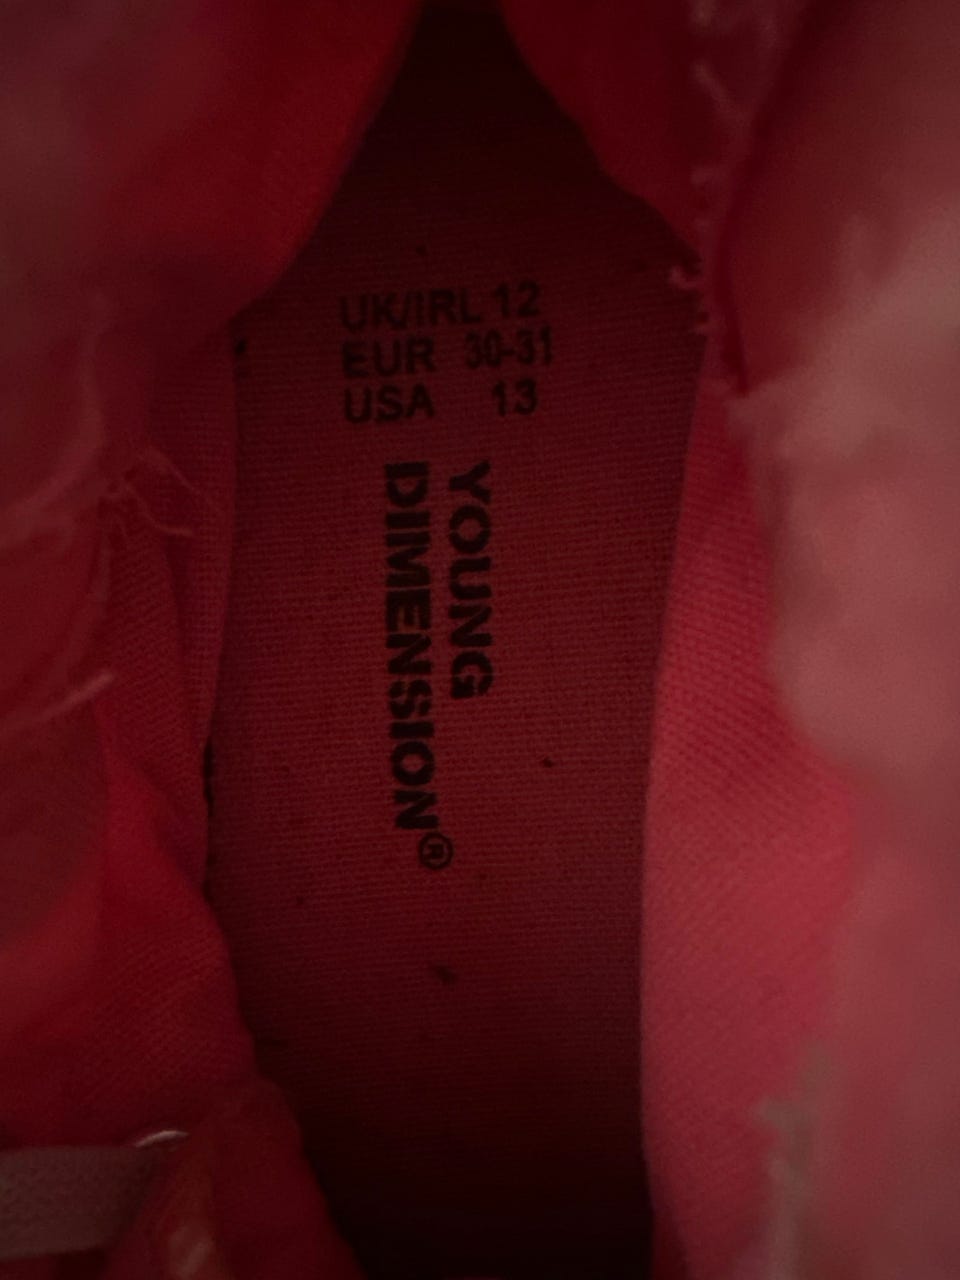 UK/IRL 12
EUR 30-31
USA 13
YOUNG
DIMENSION®